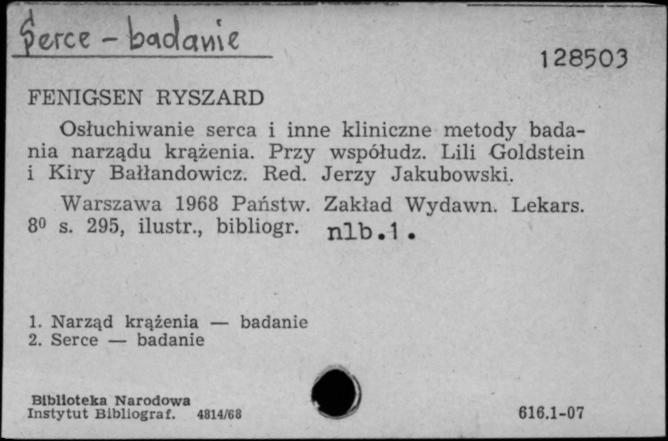 Serce – badanie
128503
FENIGSEN RYSZARD
Osłuchiwanie serca i inne kliniczne metody bada-
nia narządu krążenia. Przy współudz. Lili Goldstein
i Kiry Bałłandowicz. Red. Jerzy Jakubowski.
Warszawa 1968 Państw. Zakład Wydawn. Lekars.
8⁰ s. 295, ilustr., bibliogr. nlb.1.
1. Narząd krążenia — badanie
2. Serce — badanie
Biblioteka Narodowa
Instytut Bibliograf. 4814/68
616.1-07